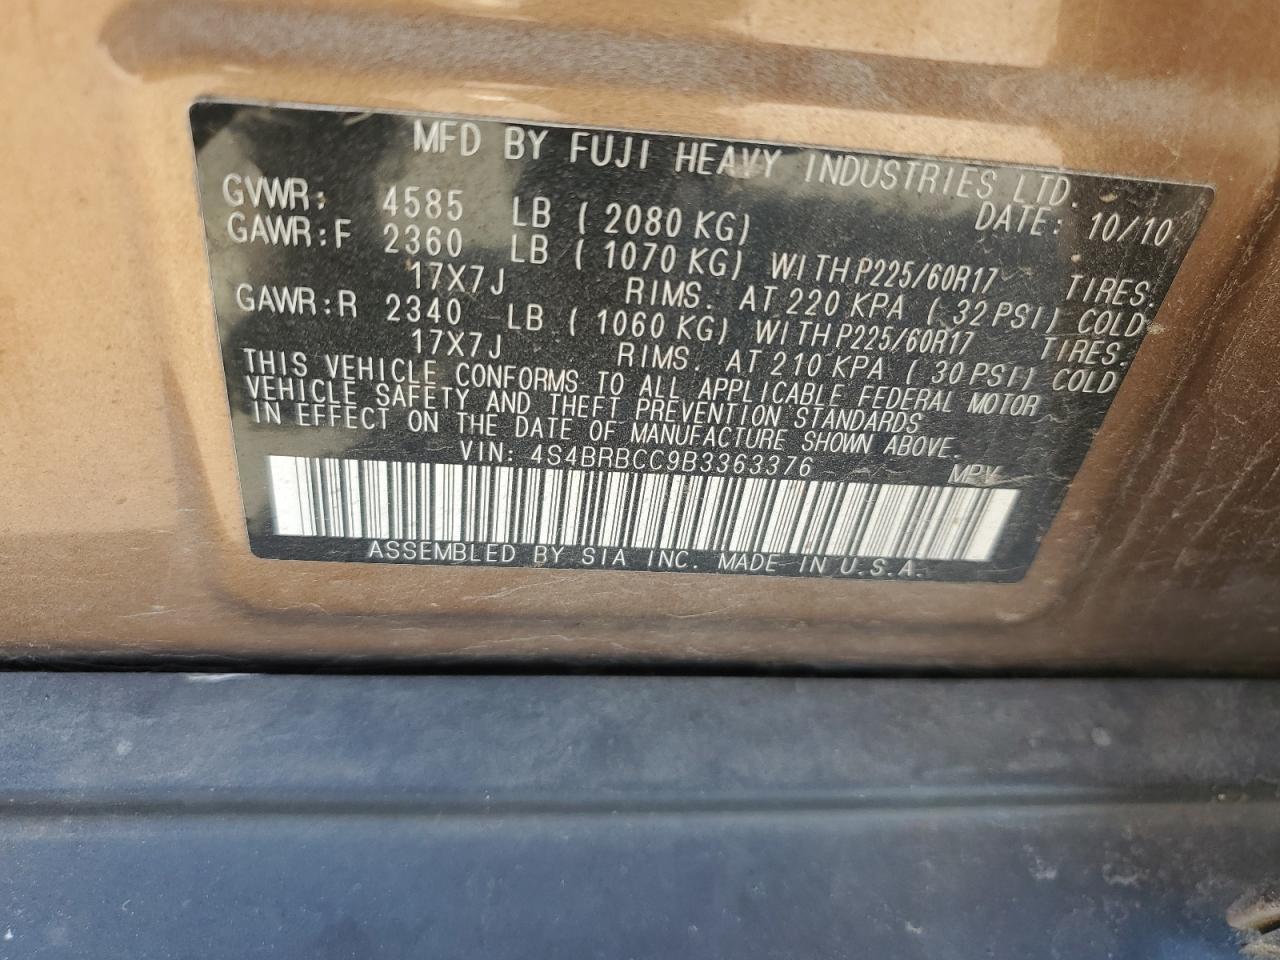 MFD BY FUJI HEAVY INDUSTRIES LTD.
DATE: 10/10
GVWR: 4585 LB ( 2080 KG)
GAWR:F 2360 LB ( 1070 KG) WITH P225/60R17 TIRES.
17X7J RIMS. AT 220 KPA ( 32 PSI) COLD
GAWR:R 2340 LB ( 1060 KG) WITH P225/60R17 TIRES.
17X7J RIMS. AT 210 KPA ( 30 PSI) COLD
THIS VEHICLE CONFORMS TO ALL APPLICABLE FEDERAL MOTOR
VEHICLE SAFETY AND THEFT PREVENTION STANDARDS
IN EFFECT ON THE DATE OF MANUFACTURE SHOWN ABOVE.
VIN: 4S4BRBCC9B3363376 MPV
ASSEMBLED BY SIA INC. MADE IN U.S.A.